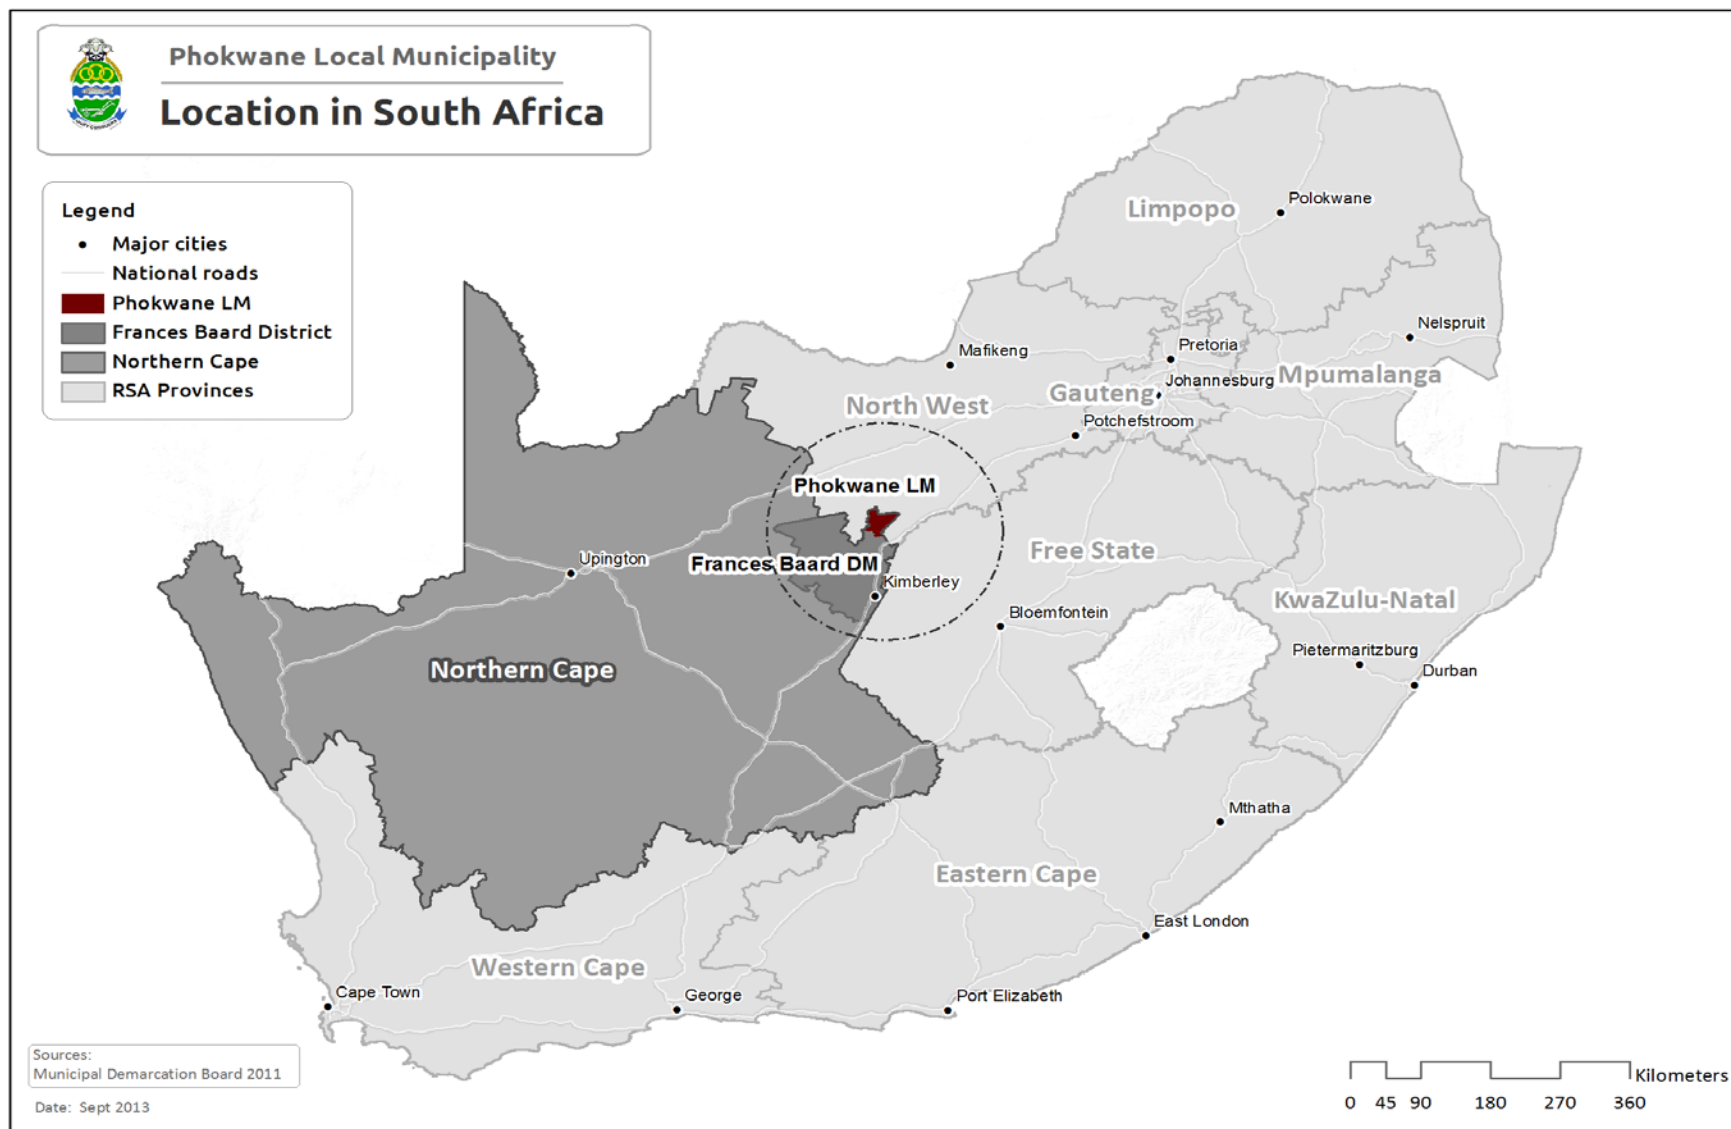 Phokwane Local Municipality
Location in South Africa
Legend
Major cities
National roads
Phokwane LM
Frances Baard District
Northern Cape
RSA Provinces
Limpopo
Polokwane
Nelspruit
Pretoria
Mafikeng
Johannesburg
Mpumalanga
Gauteng
North West
Potchefstroom
Phokwane LM
Free State
Upington
Frances Baard DM
Kimberley
KwaZulu-Natal
Bloemfontein
Pietermaritzburg
Northern Cape
Durban
Mthatha
Eastern Cape
East London
Western Cape
Cape Town
George
Port Elizabeth
Sources:
Municipal Demarcation Board 2011
Date: Sept 2013
Kilometers
0 45 90 180 270 360